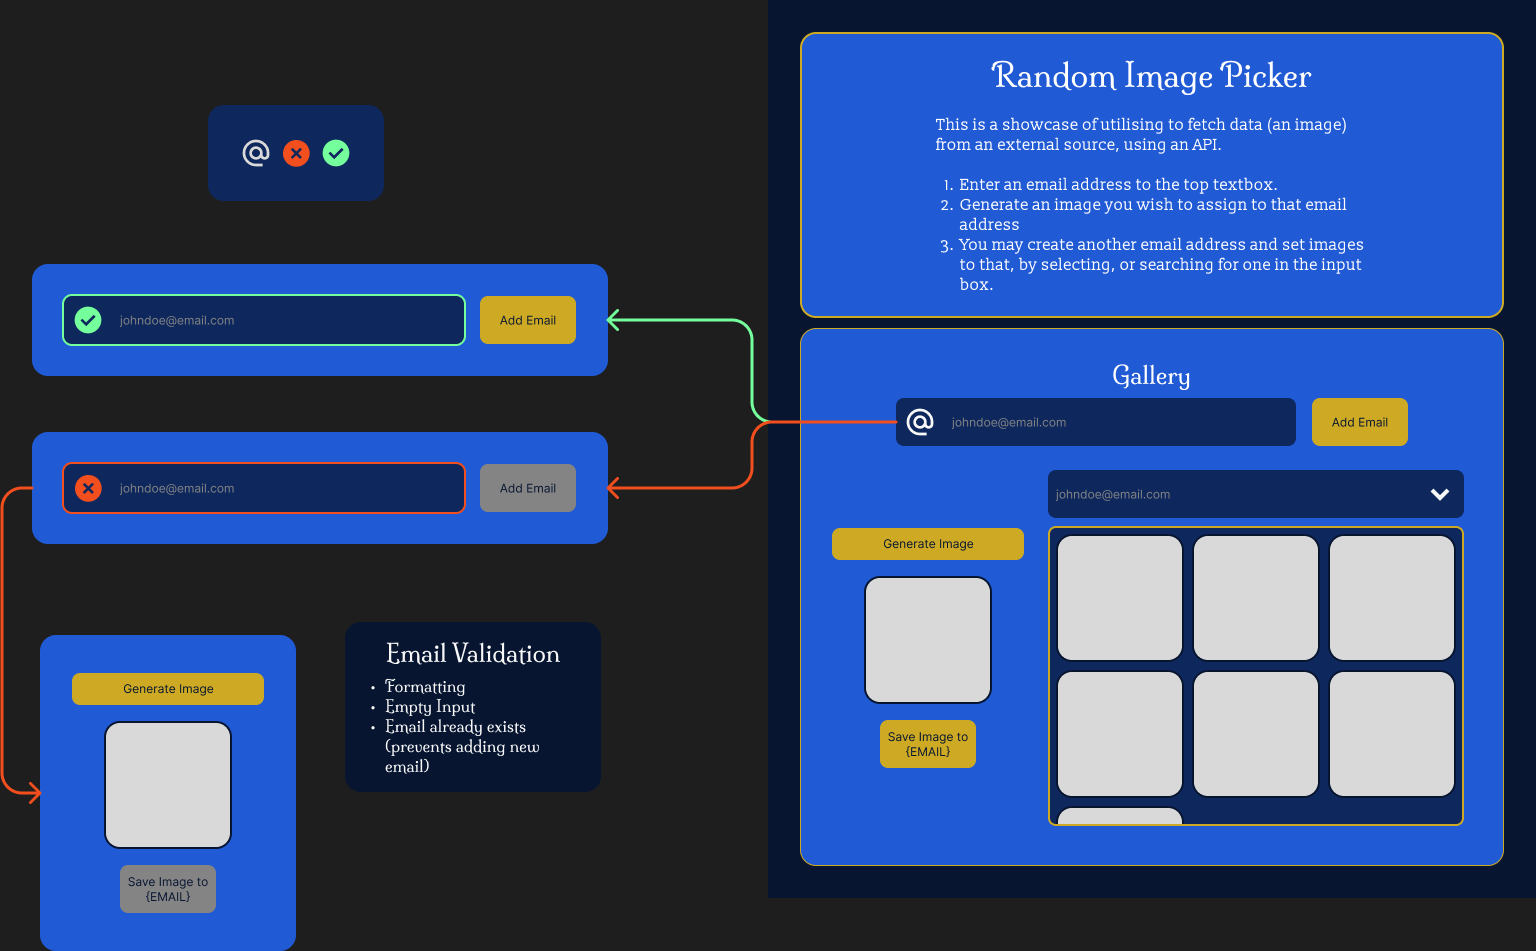 Random Image Picker
This is a showcase of utilising to fetch data (an image)
from an external source, using an API.
1. Enter an email address to the top textbox.
2. Generate an image you wish to assign to that email
address
3. You may create another email address and set images
to that, by selecting, or searching for one in the input
box.
johndoe@email.com
Add Email
johndoe@email.com
Add Email
Gallery
@ johndoe@email.com
Add Email
johndoe@email.com
Generate Image
Save Image to
{EMAIL}
Generate Image
Save Image to
{EMAIL}
Email Validation
• Formatting
• Empty Input
• Email already exists
(prevents adding new
email)
@